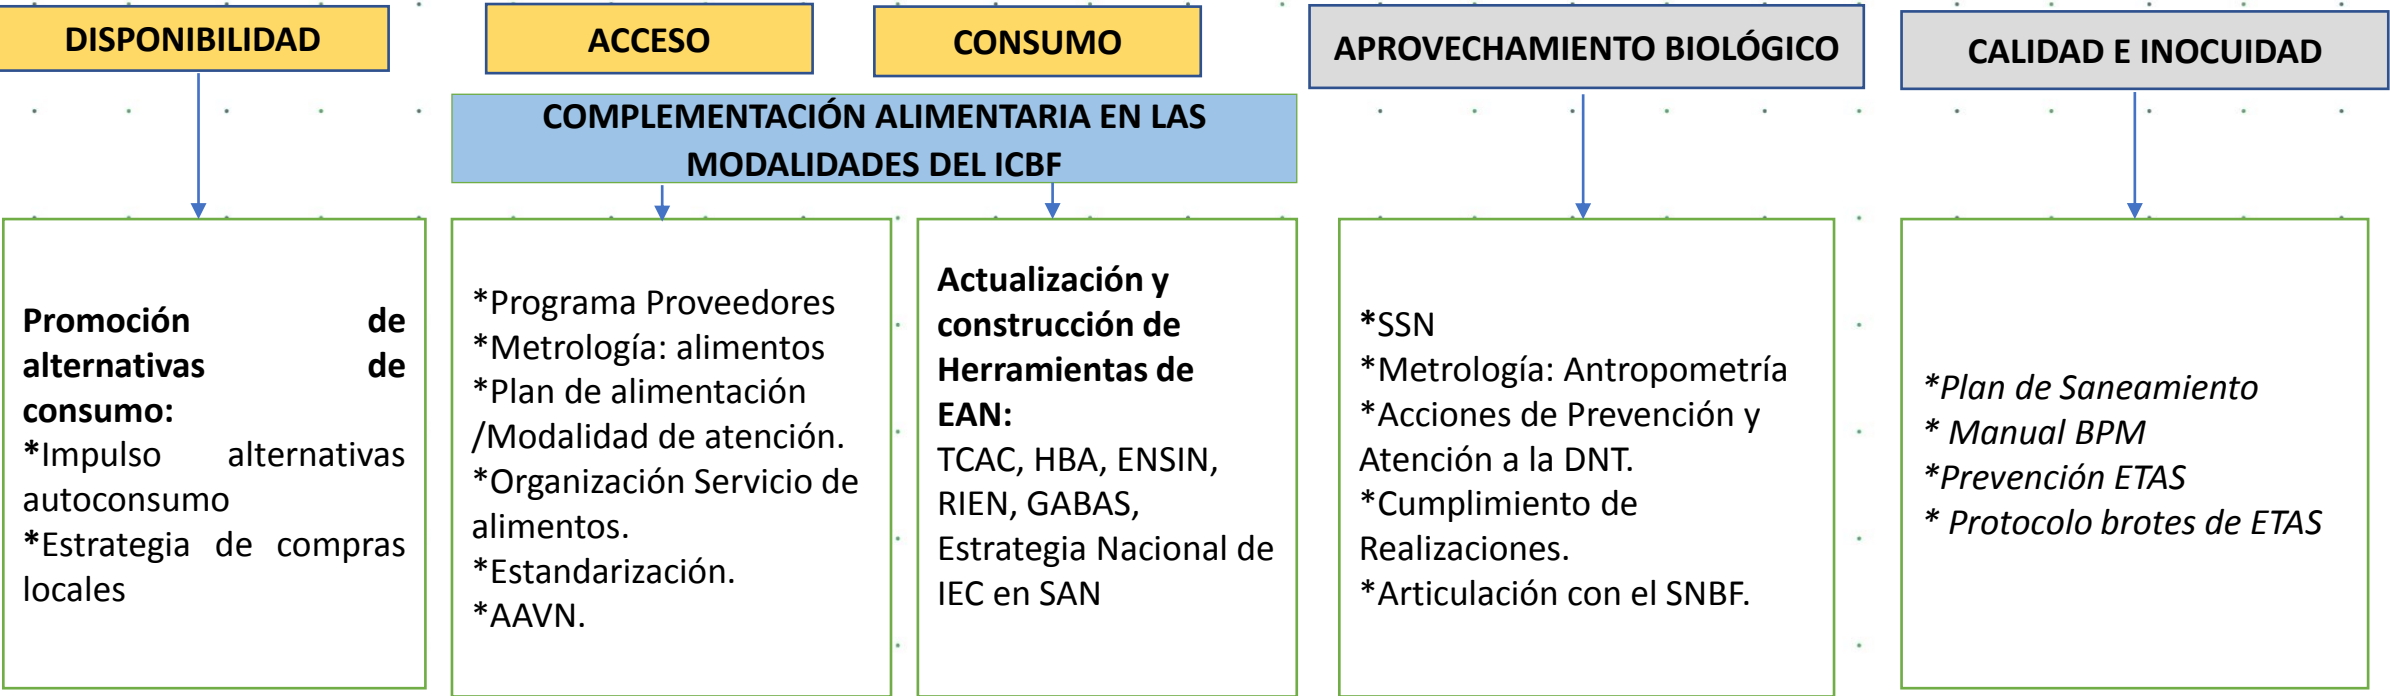 DISPONIBILIDAD
ACCESO
CONSUMO
APROVECHAMIENTO BIOLÓGICO
CALIDAD E INOCUIDAD
COMPLEMENTACIÓN ALIMENTARIA EN LAS
MODALIDADES DEL ICBF
Promoción de
alternativas de
consumo:
*Impulso alternativas
autoconsumo
*Estrategia de compras
locales
*Programa Proveedores
*Metrología: alimentos
*Plan de alimentación
/Modalidad de atención.
*Organización Servicio de
alimentos.
*Estandarización.
*AAVN.
Actualización y
construcción de
Herramientas de
EAN:
TCAC, HBA, ENSIN,
RIEN, GABAS,
Estrategia Nacional de
IEC en SAN
*SSN
*Metrología: Antropometría
*Acciones de Prevención y
Atención a la DNT.
*Cumplimiento de
Realizaciones.
*Articulación con el SNBF.
*Plan de Saneamiento
* Manual BPM
*Prevención ETAS
* Protocolo brotes de ETAS